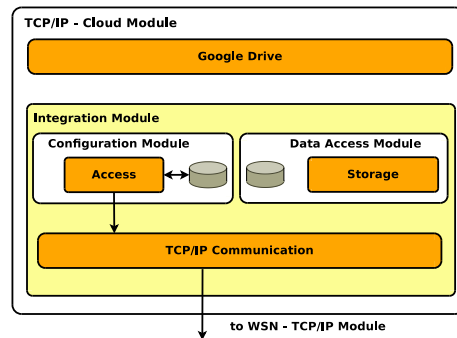 TCP/IP - Cloud Module
Google Drive
Integration Module
Configuration Module
Data Access Module
Access
Storage
TCP/IP Communication
to WSN - TCP/IP Module